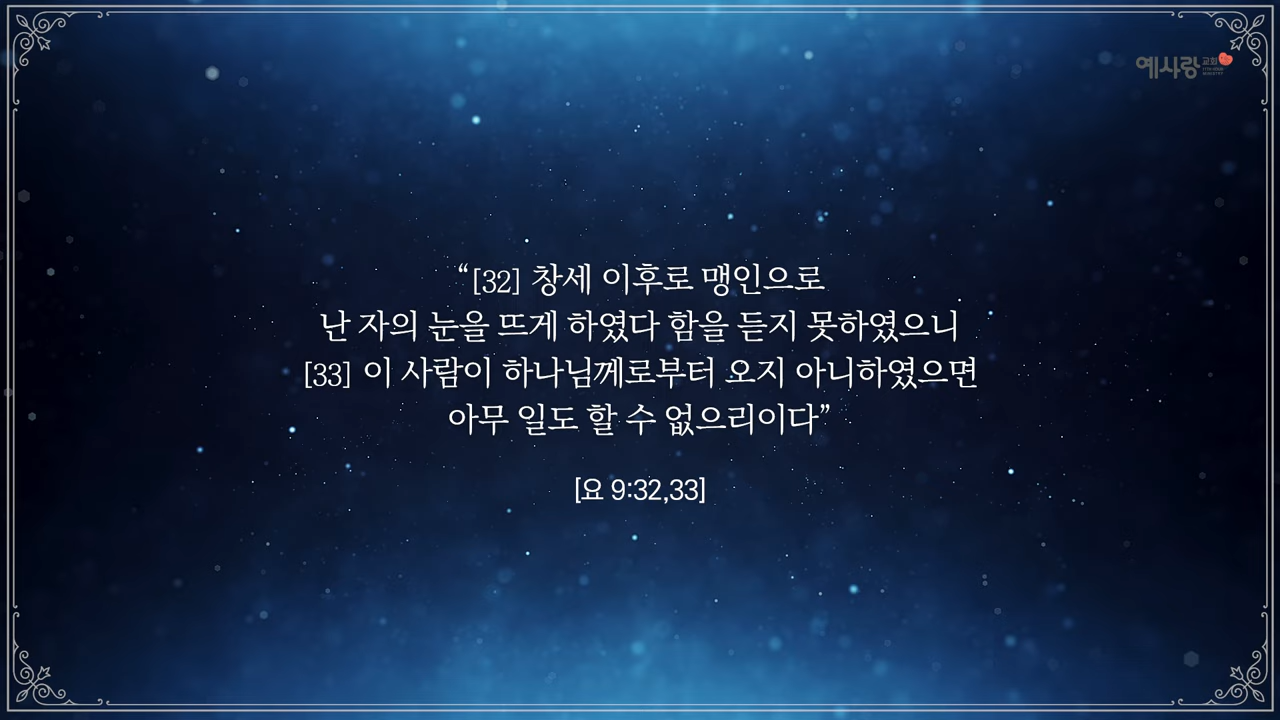 예사랑 교회
“[32] 창세 이후로 맹인으로
난 자의 눈을 뜨게 하였다 함을 듣지 못하였으니
[33] 이 사람이 하나님께로부터 오지 아니하였으면
아무 일도 할 수 없으리이다”
[요 9:32,33]